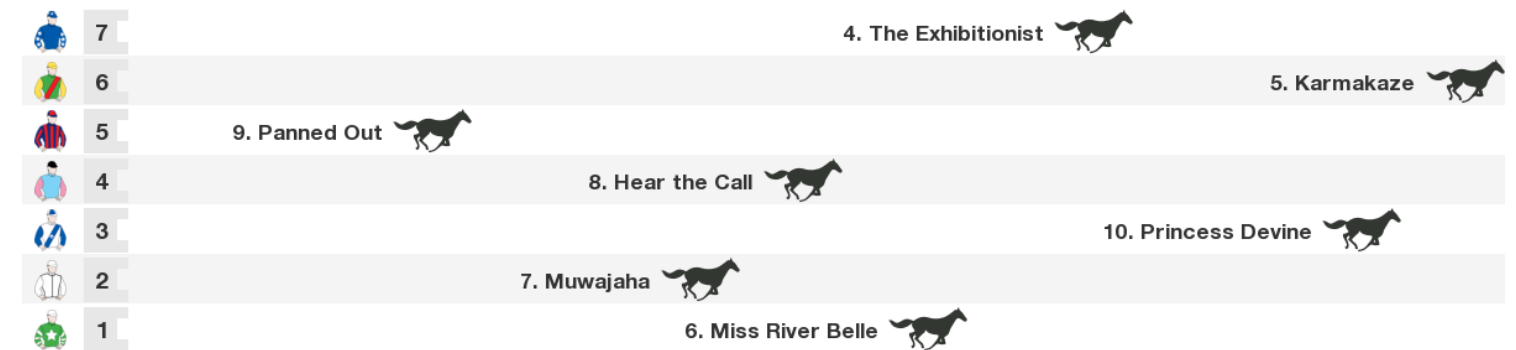 7 4. The Exhibitionist
6 5. Karmakaze
5 9. Panned Out
4 8. Hear the Call
3 10. Princess Devine
2 7. Muwajaha
1 6. Miss River Belle